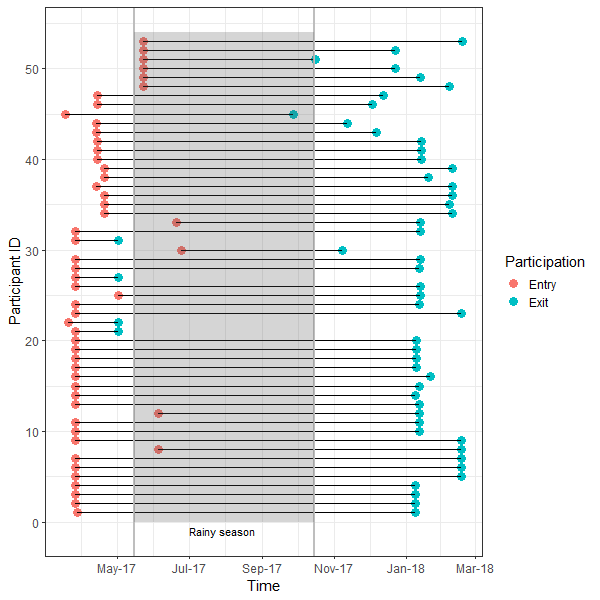 50
40
30
20
10
0
Participant ID
Rainy season
May-17 Jul-17 Sep-17 Nov-17 Jan-18 Mar-18
Time
Participation
Entry
Exit